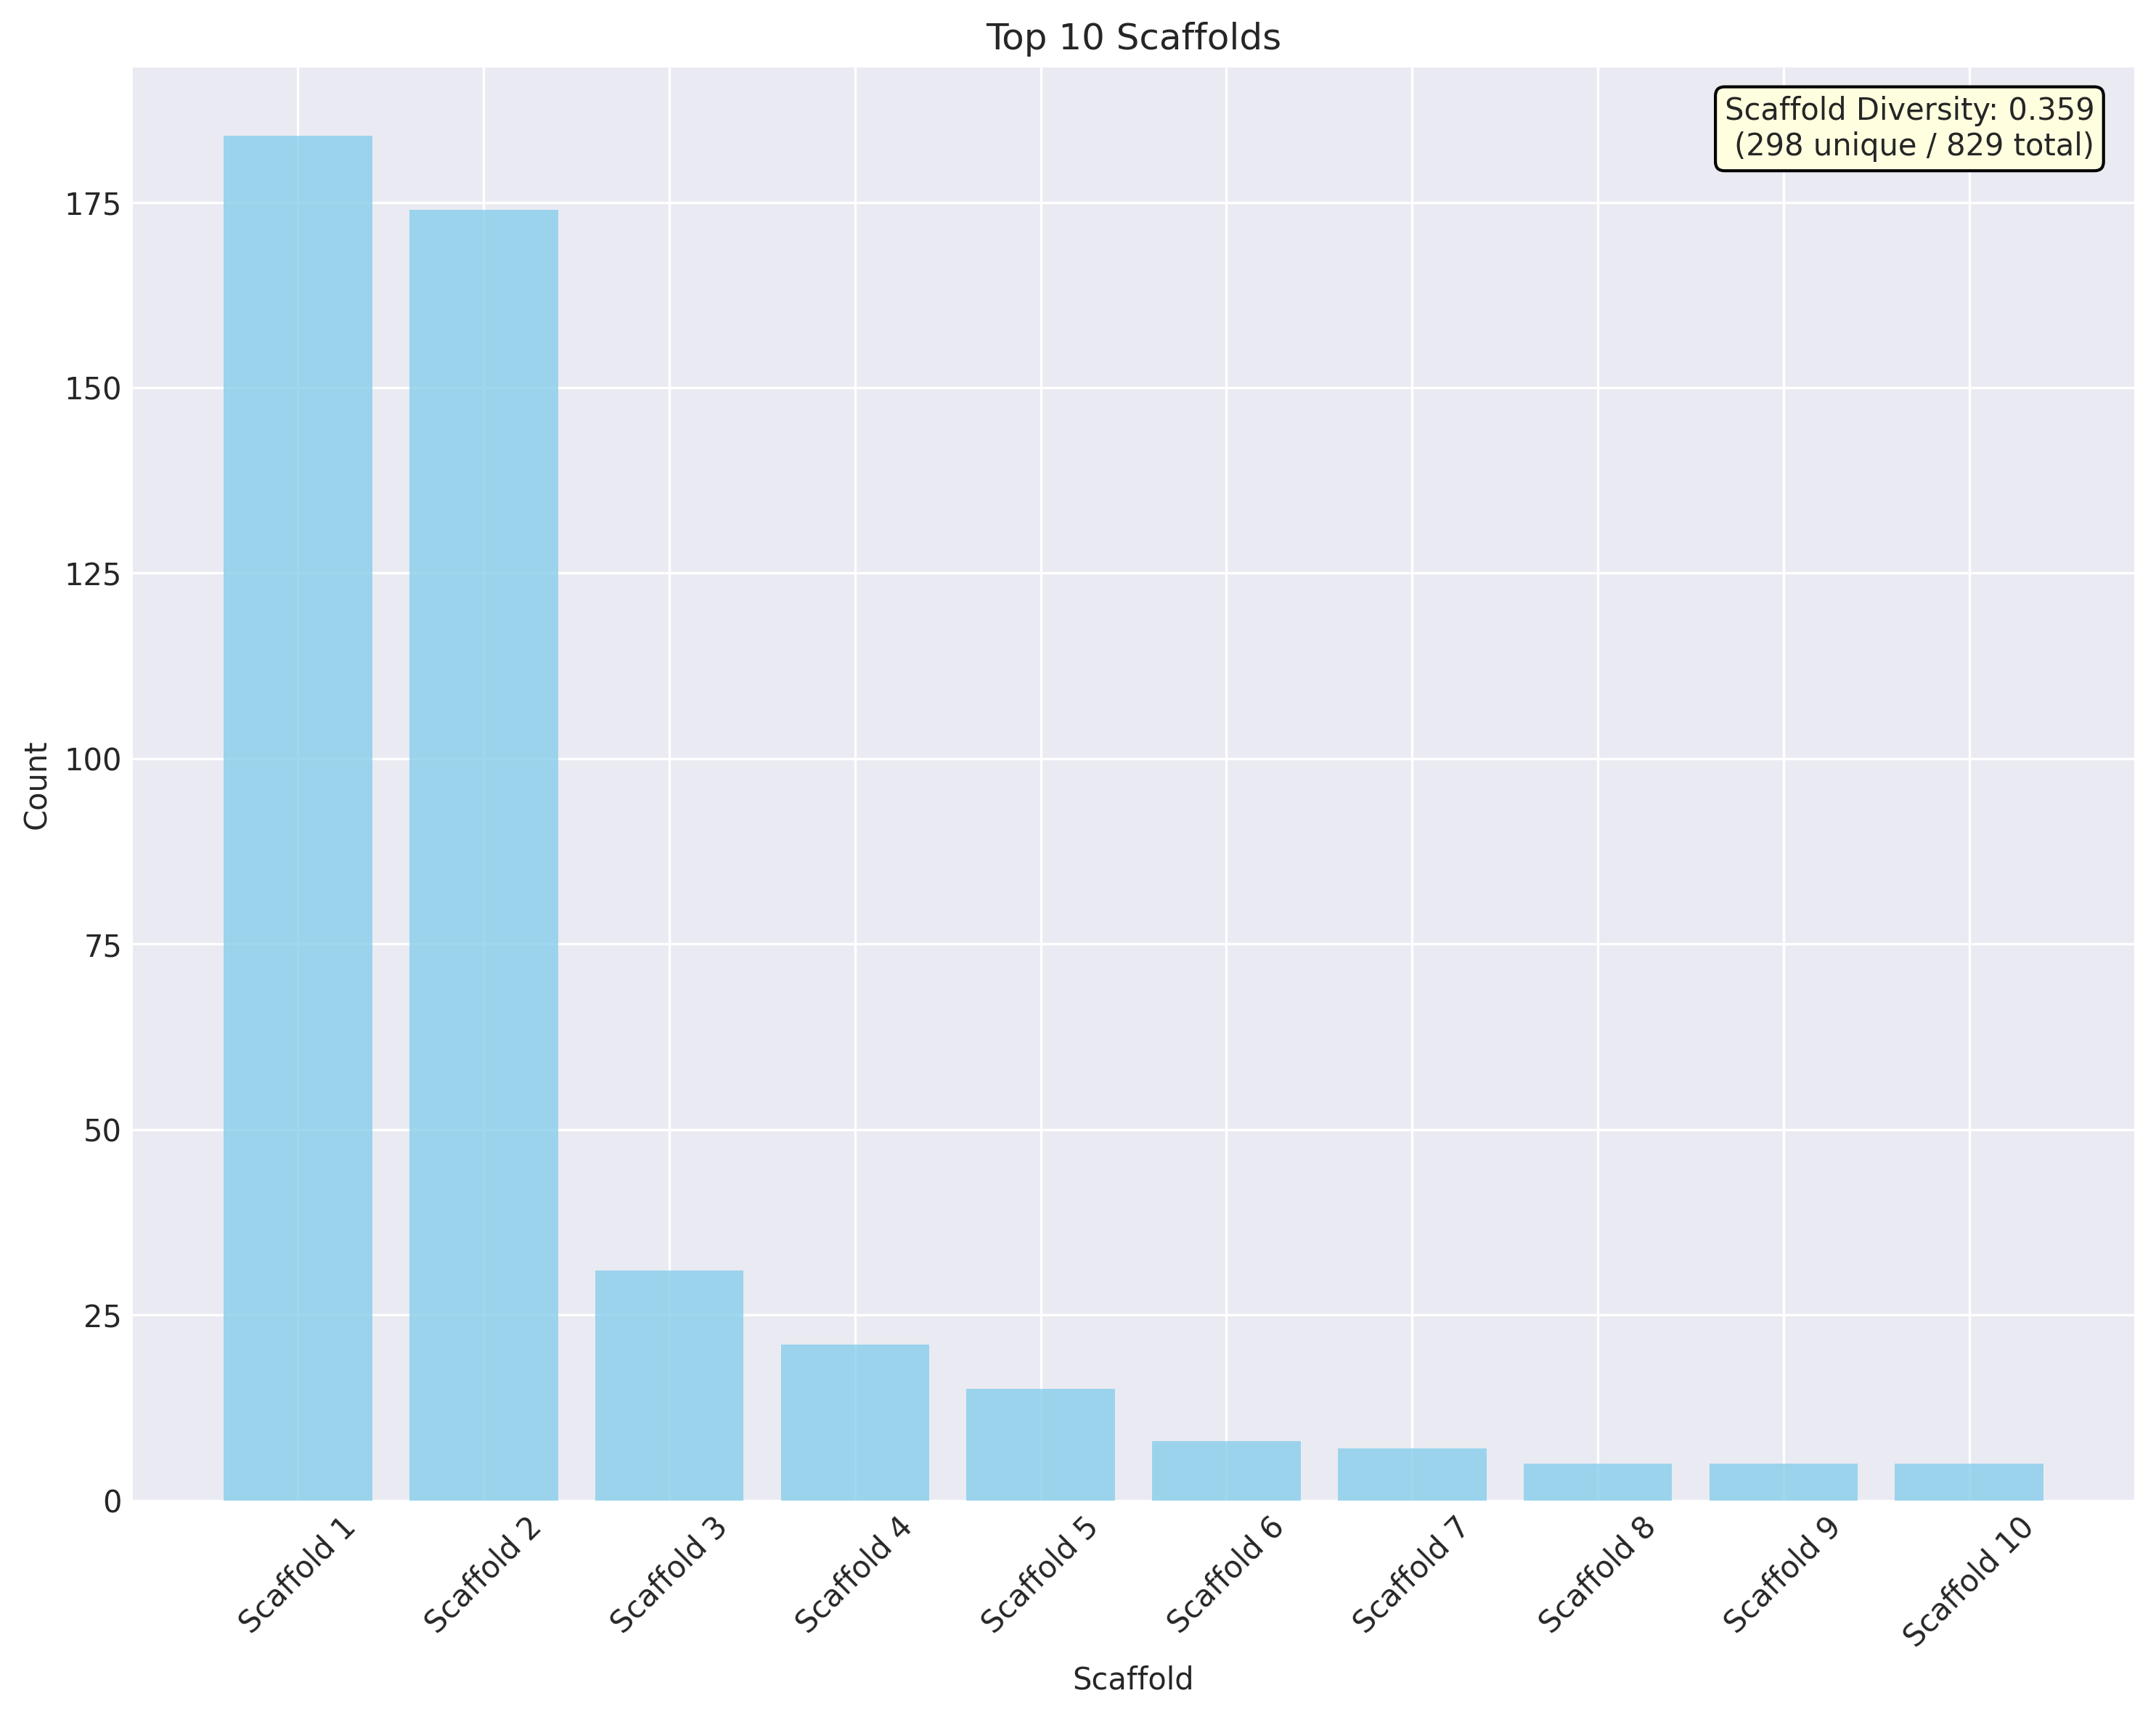 Top 10 Scaffolds
Scaffold Diversity: 0.359
(298 unique / 829 total)
Count
175
150
125
100
75
50
25
0
Scaffold 1
Scaffold 2
Scaffold 3
Scaffold 4
Scaffold 5
Scaffold 6
Scaffold 7
Scaffold 8
Scaffold 9
Scaffold 10
Scaffold